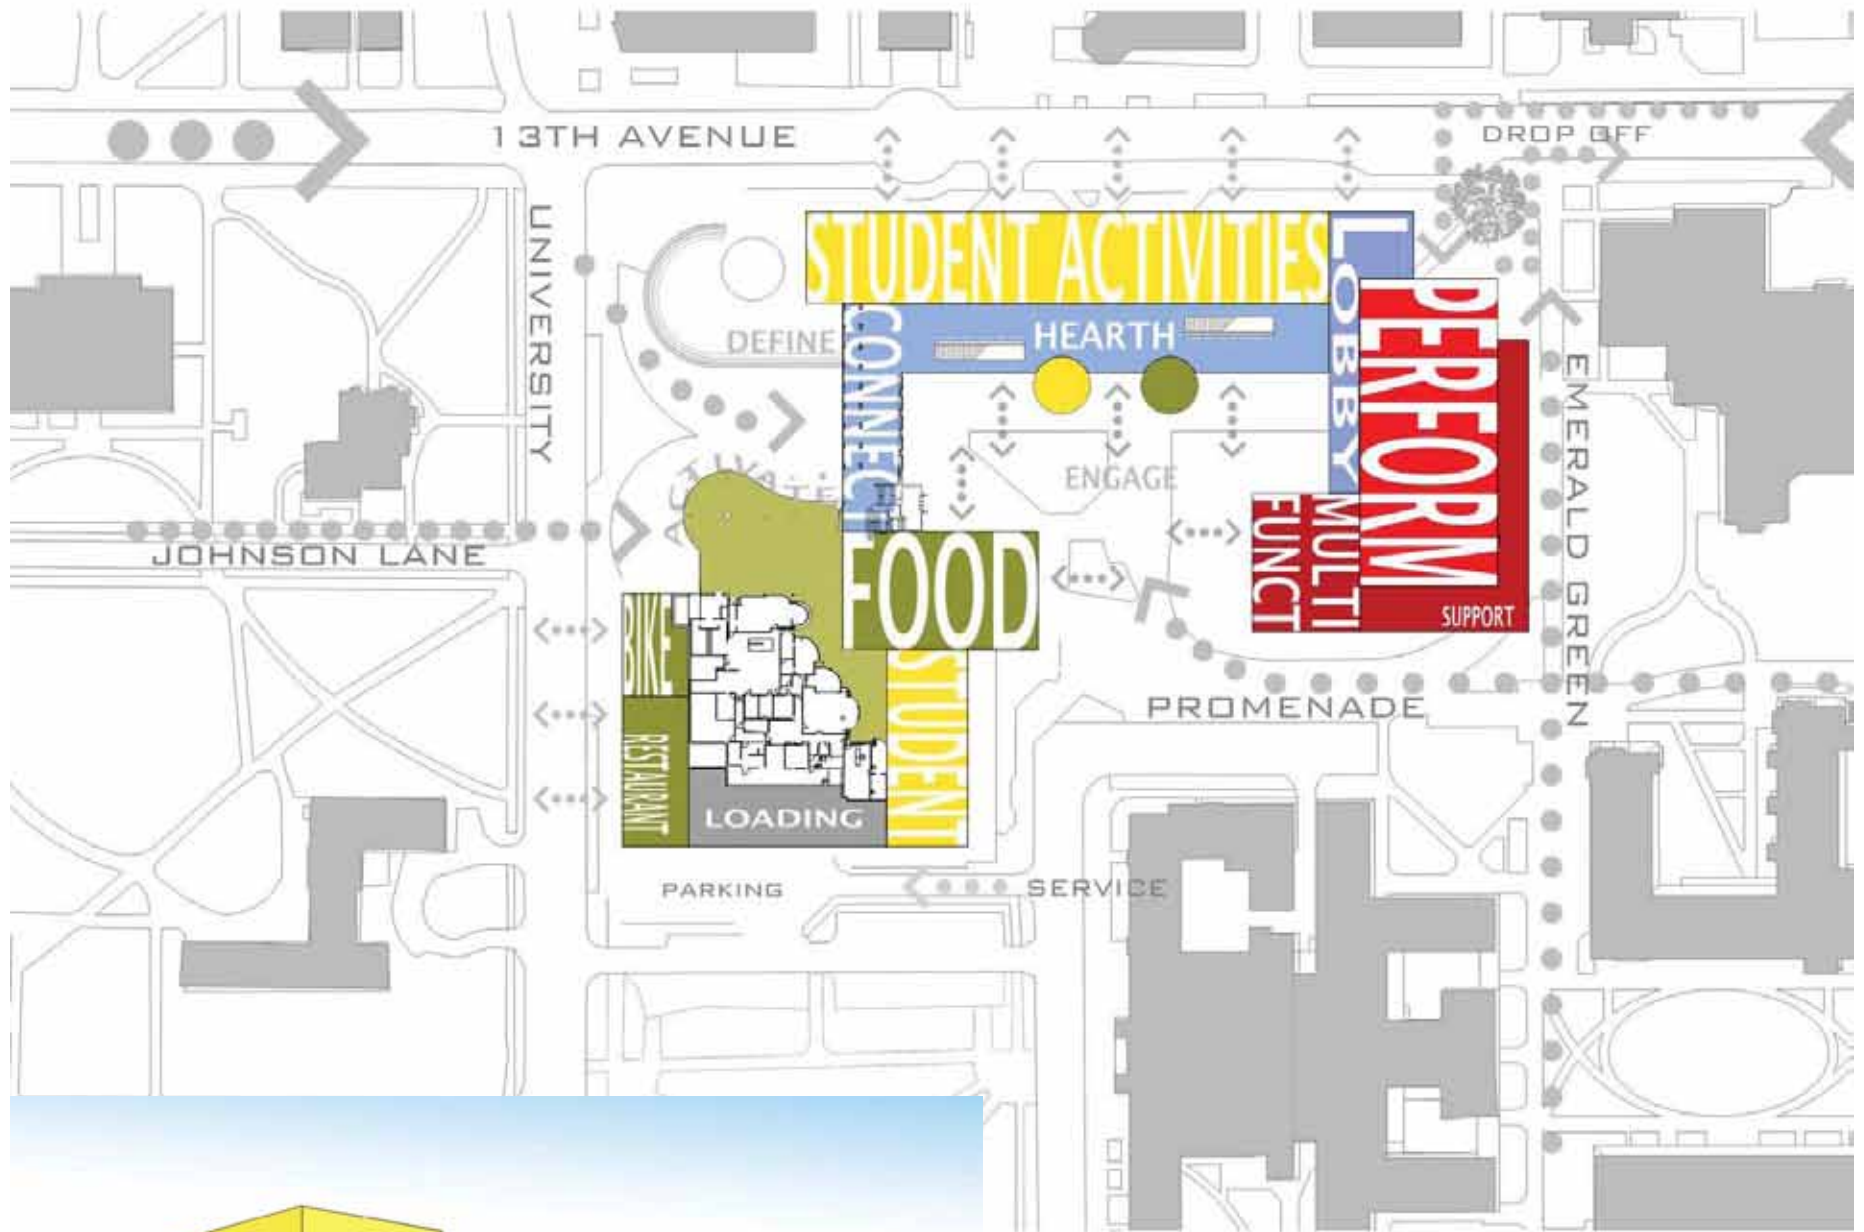 13TH AVENUE
DROP OFF
UNIVERSITY
STUDENT ACTIVITIES
LOBBY
DEFINE
CONNECT
HEARTH
PERFORM
EMERALD GREEN
ACTIVATE
ENGAGE
JOHNSON LANE
FOOD
MULTI
FUNCT
SUPPORT
BIKE
STUDENT
PROMENADE
RESTAURANT
LOADING
PARKING
SERVICE